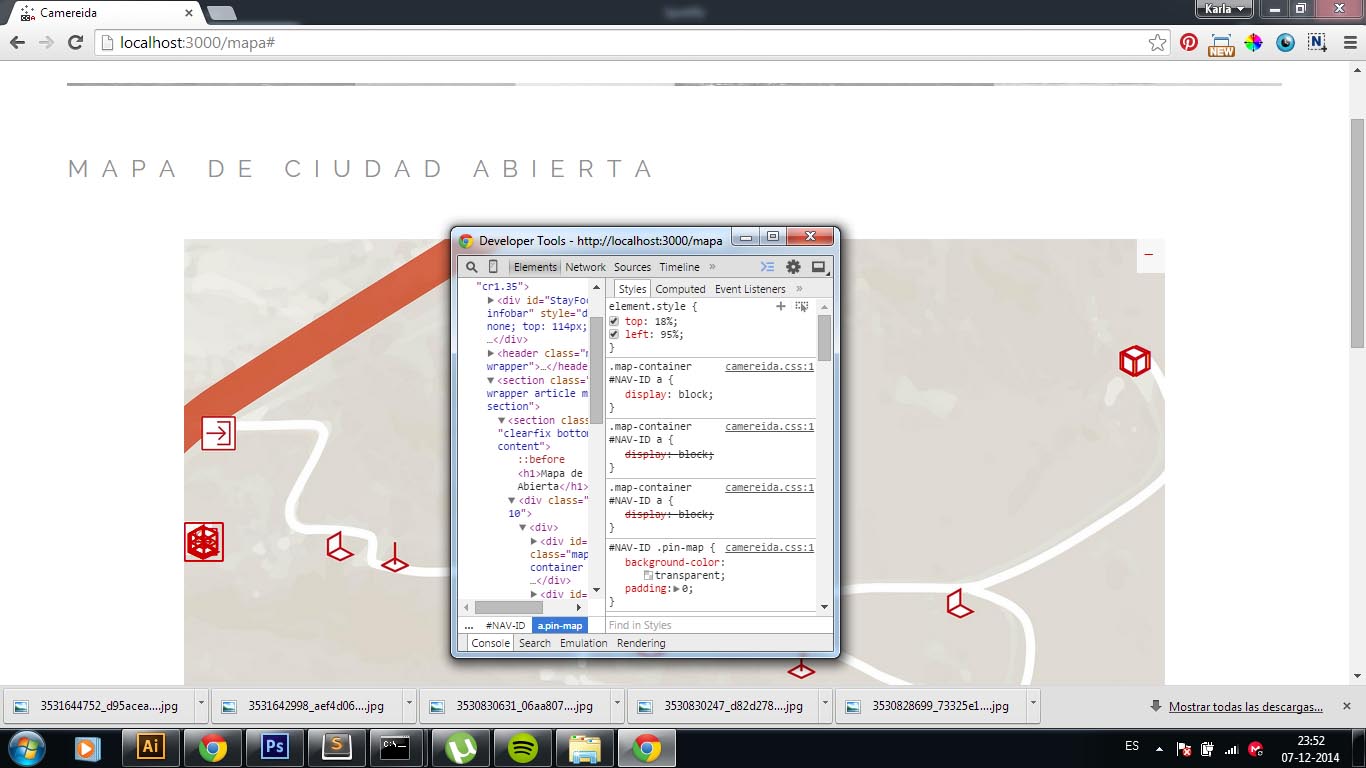 Camereida
Spotify
Karla
localhost:3000/mapa#
NEW
MAPA DE CIUDAD ABIERTA
Developer Tools - http://localhost:3000/mapa
Elements Network Sources Timeline »
"cr1.35">
<div id="StayFo
infobar" style="d
none; top: 114px;
…</div>
<header class="m
wrapper">…</heade
<section class="
wrapper article m
section">
<section clas
"clearfix botto
content">
::before
<h1>Mapa de
Abierta</h1>
<div class="
10">
<div>
<div id=
class="map
container
…</div>
<div id=
... #NAV-ID a.pin-map
Styles Computed Event Listeners »
element.style {
top: 18%;
left: 95%;
}
.map-container camereida.css:1
#NAV-ID a {
display: block;
}
.map-container camereida.css:1
#NAV-ID a {
display: block;
}
.map-container camereida.css:1
#NAV-ID a {
display: block;
}
#NAV-ID .pin-map { camereida.css:1
background-color:
transparent;
padding: 0;
}
Find in Styles
Console Search Emulation Rendering
3531644752_d95acea....jpg
3531642998_aef4d06....jpg
3530830631_06aa807....jpg
3530830247_d82d278....jpg
3530828699_73325e1....jpg
Mostrar todas las descargas...
Ai
Ps
S
C:\_
µ
ES
23:52
07-12-2014